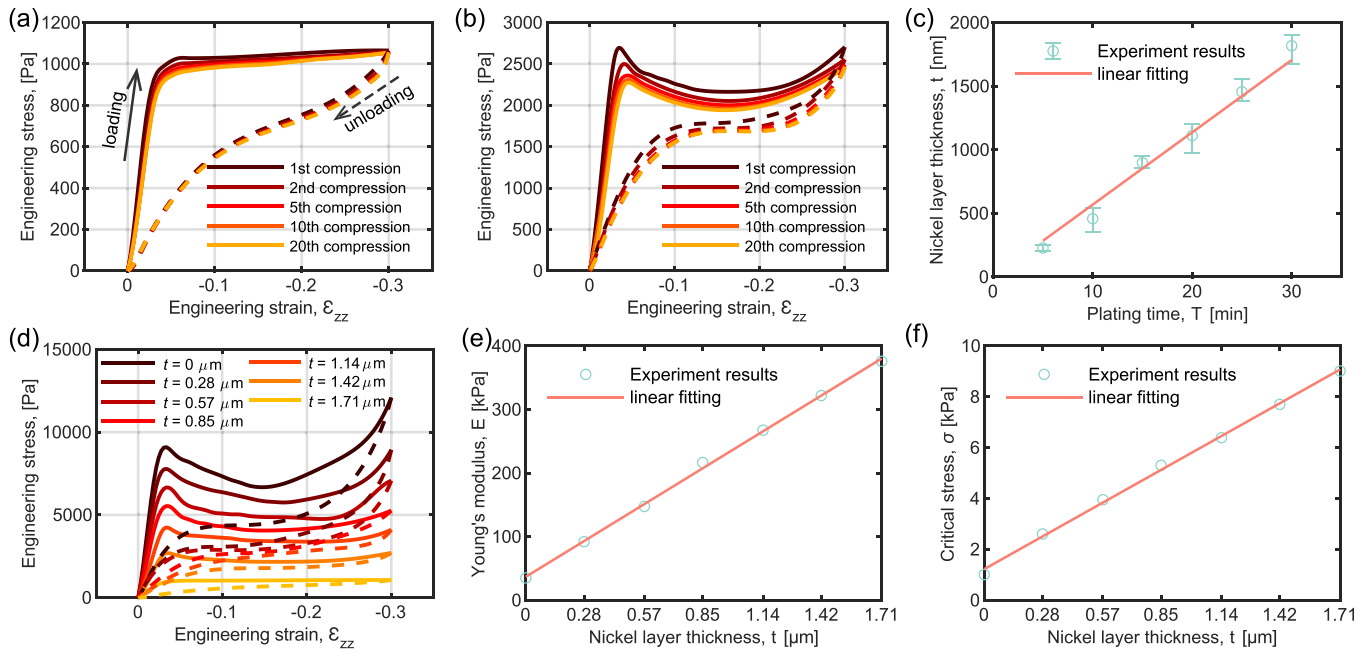 (a)
Engineering stress, [Pa]
1200
1000
800
600
400
200
0
loading
unloading
1st compression
2nd compression
5th compression
10th compression
20th compression
0 -0.1 -0.2 -0.3
Engineering strain, Ɛzz
(b)
Engineering stress, [Pa]
3000
2500
2000
1500
1000
500
0
1st compression
2nd compression
5th compression
10th compression
20th compression
0 -0.1 -0.2 -0.3
Engineering strain, Ɛzz
(c)
Nickel layer thickness, t [nm]
2000
1500
1000
500
0
Experiment results
linear fitting
0 10 20 30
Plating time, T [min]
(d)
Engineering stress, [Pa]
15000
10000
5000
0
t = 0 μm
t = 0.28 μm
t = 0.57 μm
t = 0.85 μm
t = 1.14 μm
t = 1.42 μm
t = 1.71 μm
0 -0.1 -0.2 -0.3
Engineering strain, Ɛzz
(e)
Young's modulus, E [kPa]
400
300
200
100
0
Experiment results
linear fitting
0 0.28 0.57 0.85 1.14 1.42 1.71
Nickel layer thickness, t [μm]
(f)
Critical stress, σ [kPa]
10
8
6
4
2
0
Experiment results
linear fitting
0 0.28 0.57 0.85 1.14 1.42 1.71
Nickel layer thickness, t [μm]